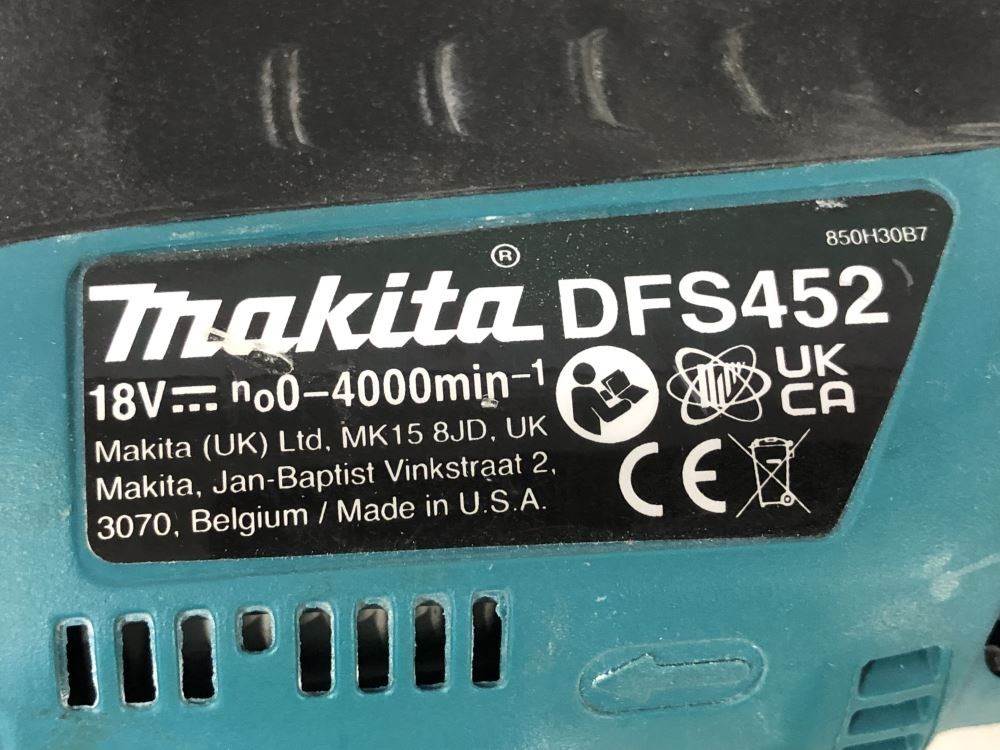 850H30B7
makita® DFS452
18V⎓ n₀0–4000min⁻¹
UK
CA
Makita (UK) Ltd, MK15 8JD, UK
Makita, Jan-Baptist Vinkstraat 2,
3070, Belgium / Made in U.S.A.
CE